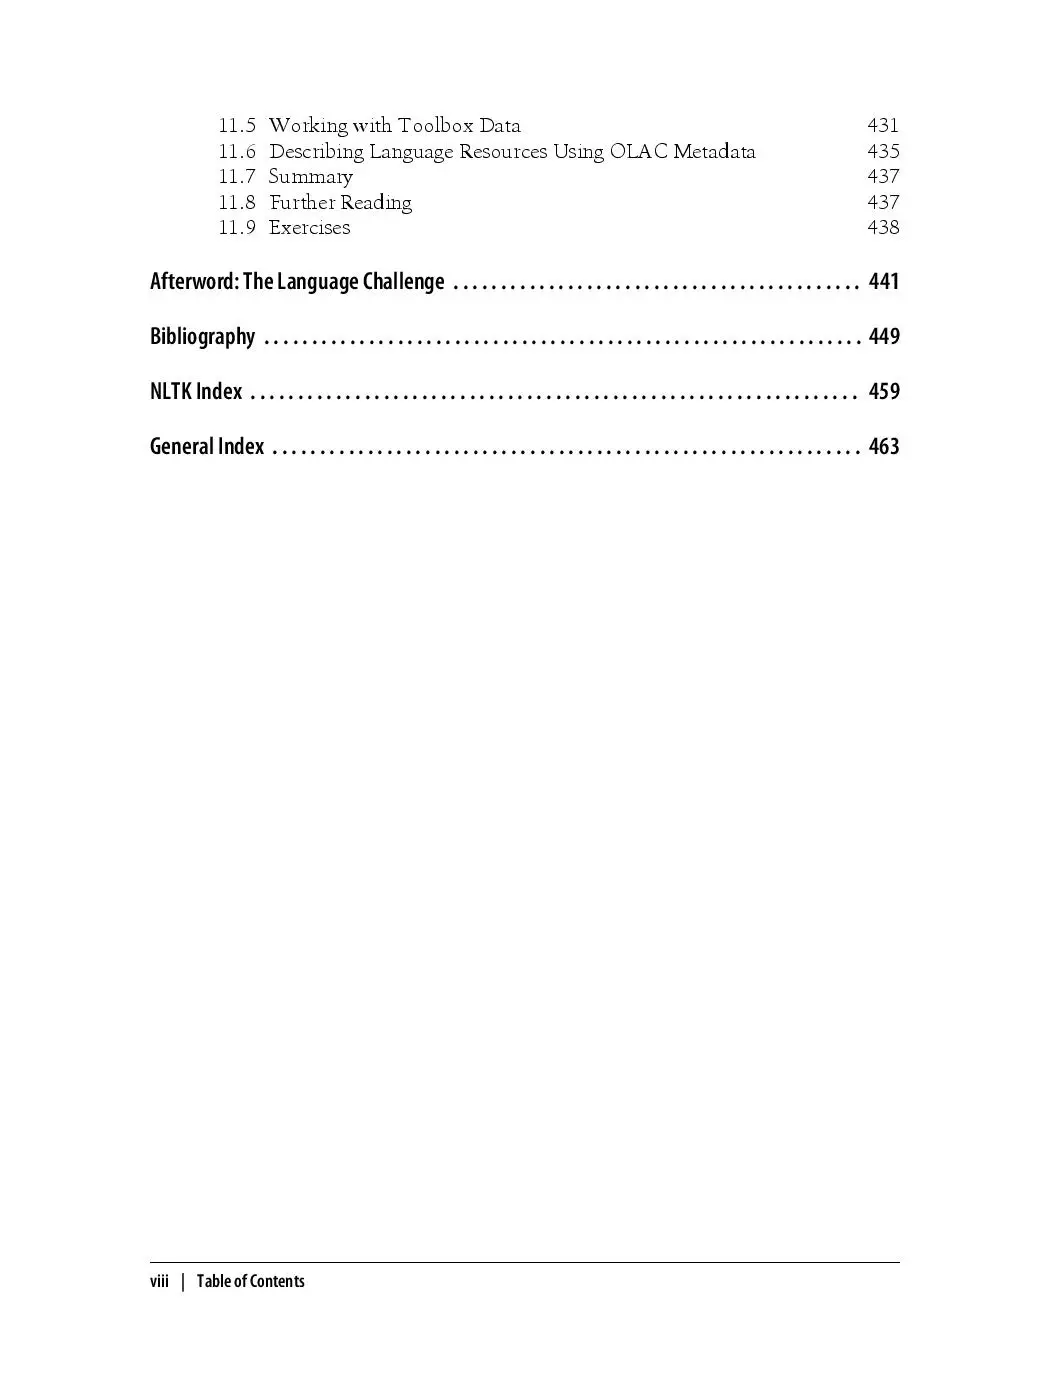 11.5 Working with Toolbox Data 431
11.6 Describing Language Resources Using OLAC Metadata 435
11.7 Summary 437
11.8 Further Reading 437
11.9 Exercises 438
Afterword: The Language Challenge . . . . . . . . . . . . . . . . . . . . . . . . . . . . . . . . . . . . . . . . . . . 441
Bibliography . . . . . . . . . . . . . . . . . . . . . . . . . . . . . . . . . . . . . . . . . . . . . . . . . . . . . . . . . . . . . . . 449
NLTK Index . . . . . . . . . . . . . . . . . . . . . . . . . . . . . . . . . . . . . . . . . . . . . . . . . . . . . . . . . . . . . . . . 459
General Index . . . . . . . . . . . . . . . . . . . . . . . . . . . . . . . . . . . . . . . . . . . . . . . . . . . . . . . . . . . . . . 463
viii | Table of Contents